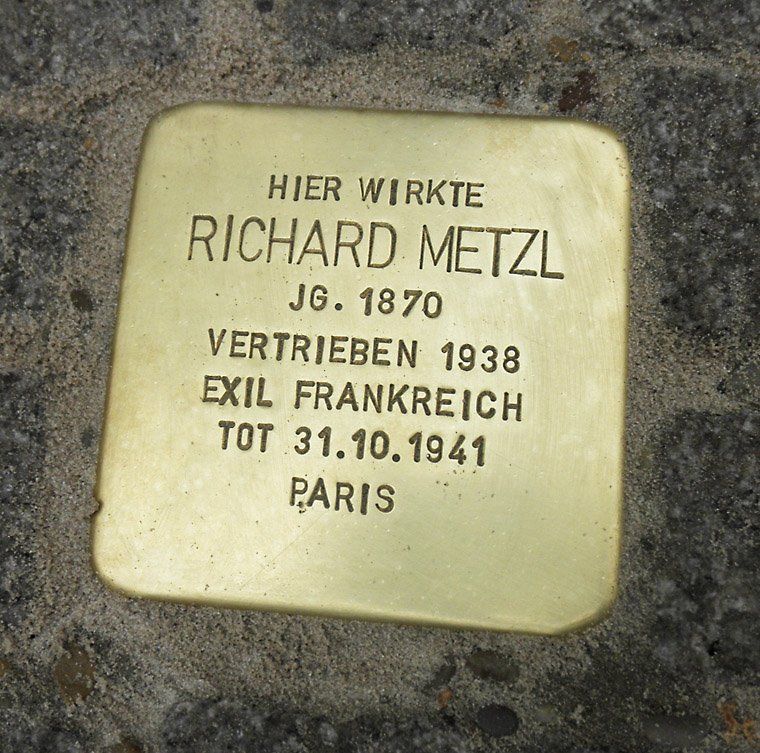 HIER WIRKTE
RICHARD METZL
JG. 1870
VERTRIEBEN 1938
EXIL FRANKREICH
TOT 31.10.1941
PARIS